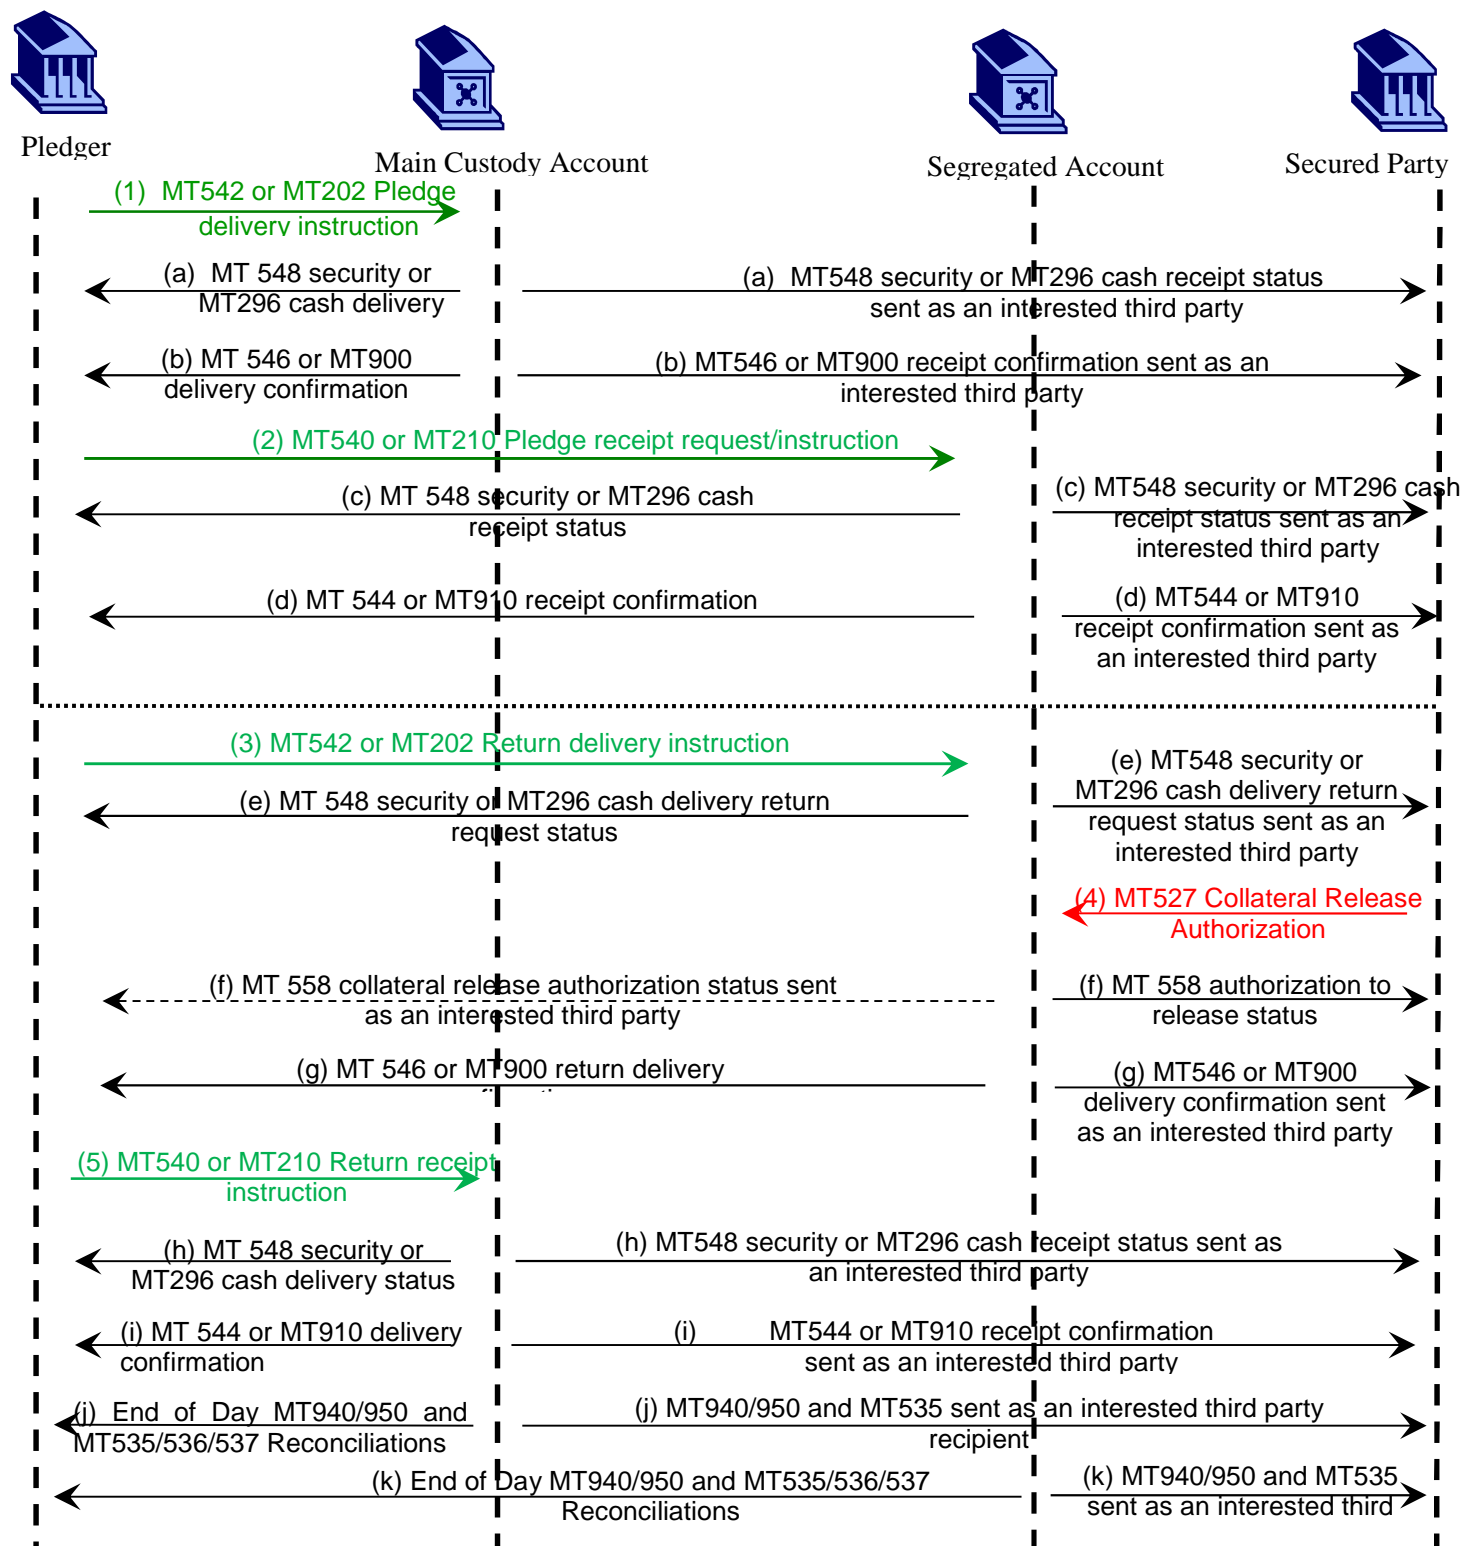 Pledger
Main Custody Account
Segregated Account
Secured Party
(1) MT542 or MT202 Pledge
delivery instruction
(a) MT 548 security or
MT296 cash delivery
(a) MT548 security or MT296 cash receipt status
sent as an interested third party
(b) MT 546 or MT900
delivery confirmation
(b) MT546 or MT900 receipt confirmation sent as an
interested third party
(2) MT540 or MT210 Pledge receipt request/instruction
(c) MT 548 security or MT296 cash
receipt status
(c) MT548 security or MT296 cash
receipt status sent as an
interested third party
(d) MT 544 or MT910 receipt confirmation
(d) MT544 or MT910
receipt confirmation sent as
an interested third party
(3) MT542 or MT202 Return delivery instruction
(e) MT 548 security or MT296 cash delivery return
request status
(e) MT548 security or
MT296 cash delivery return
request status sent as an
interested third party
(4) MT527 Collateral Release
Authorization
(f) MT 558 collateral release authorization status sent
as an interested third party
(f) MT 558 authorization to
release status
(g) MT 546 or MT900 return delivery
(g) MT546 or MT900
delivery confirmation sent
as an interested third party
(5) MT540 or MT210 Return receipt
instruction
(h) MT 548 security or
MT296 cash delivery status
(h) MT548 security or MT296 cash receipt status sent as
an interested third party
(i) MT 544 or MT910 delivery
confirmation
(i) MT544 or MT910 receipt confirmation
sent as an interested third party
(j) End of Day MT940/950 and
MT535/536/537 Reconciliations
(j) MT940/950 and MT535 sent as an interested third party
recipient
(k) End of Day MT940/950 and MT535/536/537
Reconciliations
(k) MT940/950 and MT535
sent as an interested third